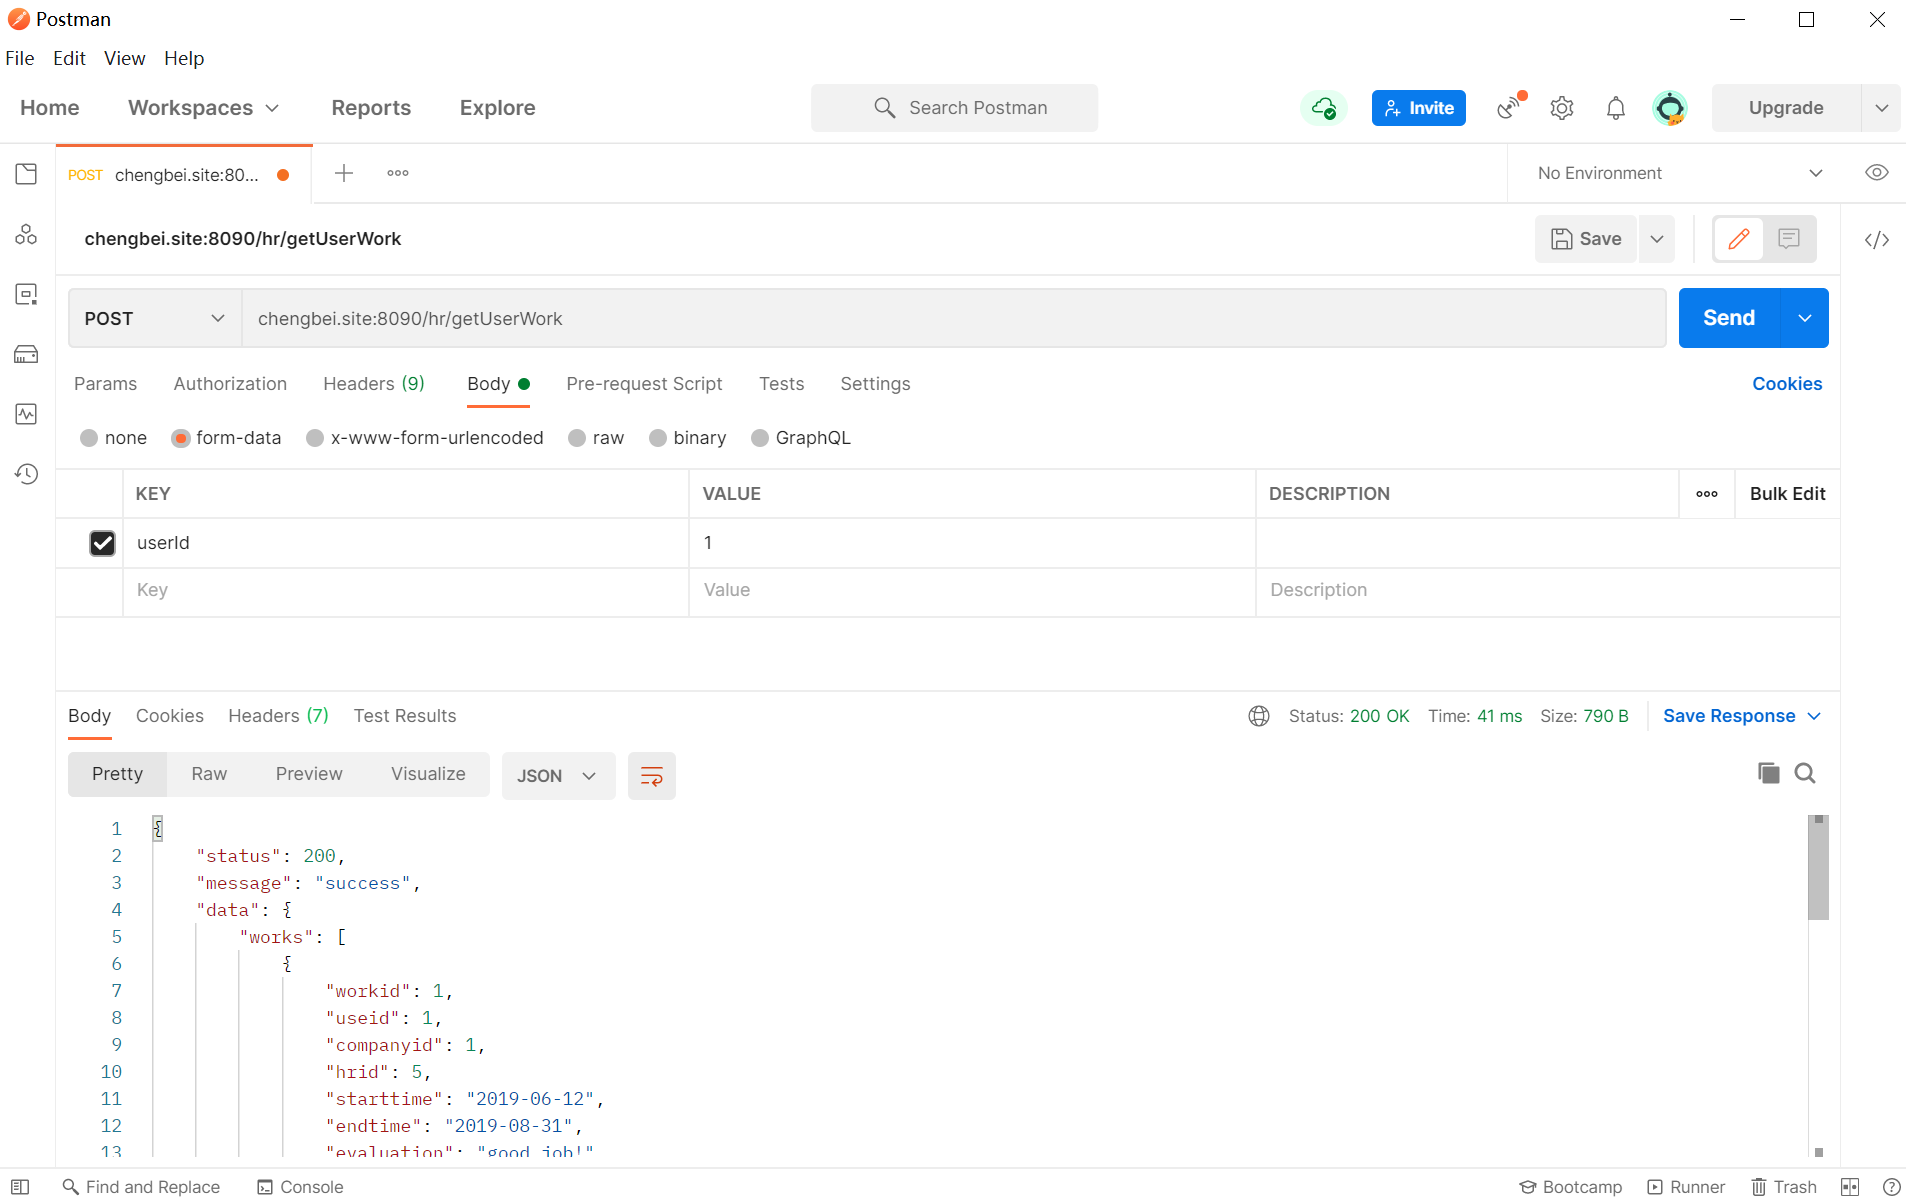 Postman
File Edit View Help
Home Workspaces Reports Explore Search Postman Invite Upgrade
POST chengbei.site:80... No Environment
chengbei.site:8090/hr/getUserWork Save
POST chengbei.site:8090/hr/getUserWork Send
Params Authorization Headers (9) Body Pre-request Script Tests Settings Cookies
none form-data x-www-form-urlencoded raw binary GraphQL
KEY VALUE DESCRIPTION Bulk Edit
userId 1
Key Value Description
Body Cookies Headers (7) Test Results Status: 200 OK Time: 41 ms Size: 790 B Save Response
Pretty Raw Preview Visualize JSON
1 {
2 "status": 200,
3 "message": "success",
4 "data": {
5 "works": [
6 {
7 "workid": 1,
8 "useid": 1,
9 "companyid": 1,
10 "hrid": 5,
11 "starttime": "2019-06-12",
12 "endtime": "2019-08-31",
13 "evaluation": "good job!"
Find and Replace Console Bootcamp Runner Trash